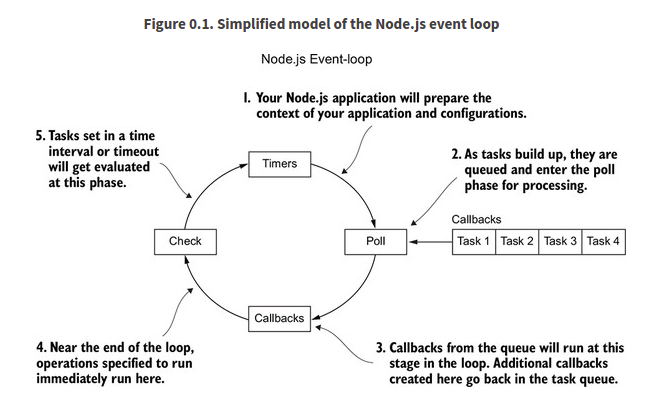 Figure 0.1. Simplified model of the Node.js event loop
Node.js Event-loop
1. Your Node.js application will prepare the
context of your application and configurations.
5. Tasks set in a time
interval or timeout
will get evaluated
at this phase.
Timers
2. As tasks build up, they are
queued and enter the poll
phase for processing.
Callbacks
Check
Poll
Task 1
Task 2
Task 3
Task 4
Callbacks
4. Near the end of the loop,
operations specified to run
immediately run here.
3. Callbacks from the queue will run at this
stage in the loop. Additional callbacks
created here go back in the task queue.